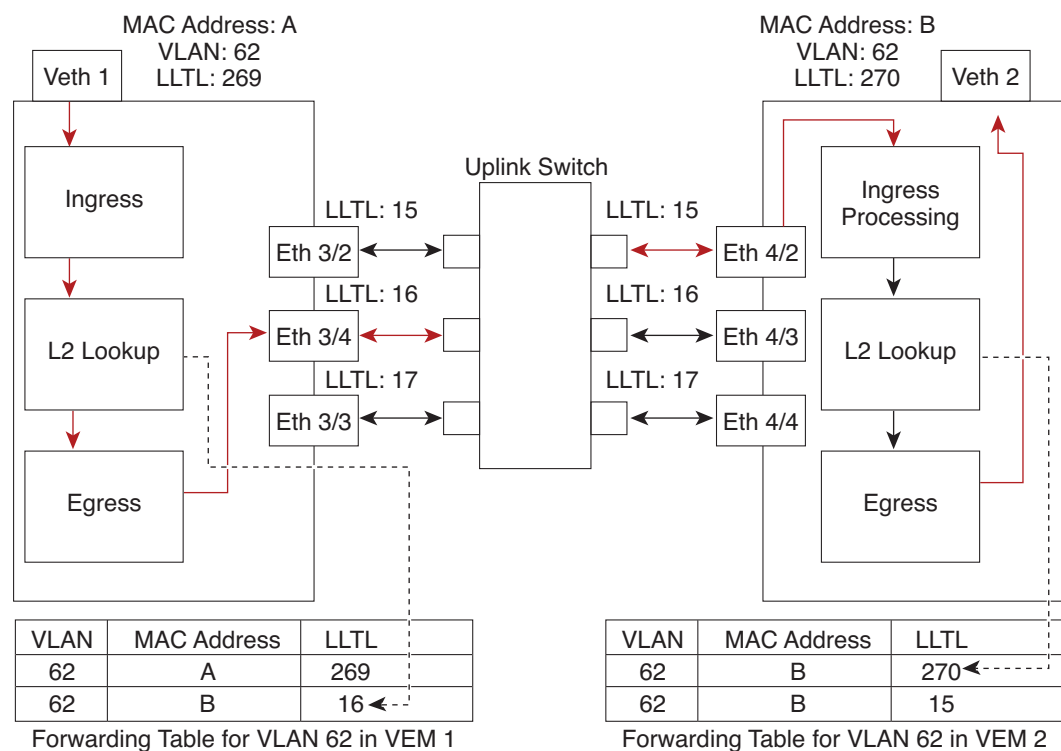 MAC Address: A
VLAN: 62
LLTL: 269
Veth 1
MAC Address: B
VLAN: 62
LLTL: 270
Veth 2
Ingress
L2 Lookup
Egress
Uplink Switch
LLTL: 15
Eth 3/2
LLTL: 16
Eth 3/4
LLTL: 17
Eth 3/3
LLTL: 15
Eth 4/2
LLTL: 16
Eth 4/3
LLTL: 17
Eth 4/4
Ingress
Processing
L2 Lookup
Egress
VLAN MAC Address LLTL
62 A 269
62 B 16
Forwarding Table for VLAN 62 in VEM 1
VLAN MAC Address LLTL
62 B 270
62 B 15
Forwarding Table for VLAN 62 in VEM 2